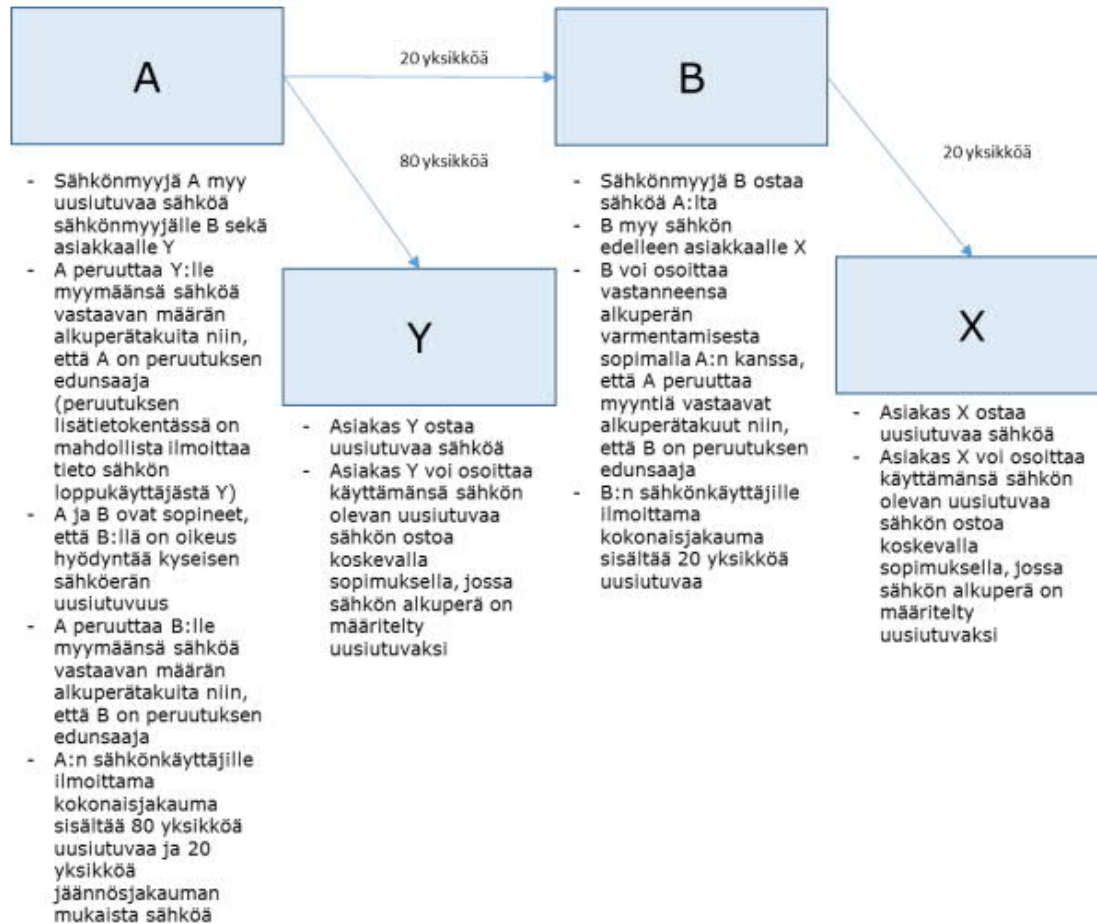 A
20 yksikköä
B
80 yksikköä
20 yksikköä
- Sähkönmyyjä A myy
uusiutuvaa sähköä
sähkönmyyjälle B sekä
asiakkaalle Y
- A peruuttaa Y:lle
myymäänsä sähköä
vastaavan määrän
alkuperätakuita niin,
että A on peruutuksen
edunsaaja
(peruutuksen
lisätietokentässä on
mahdollista ilmoittaa
tieto sähkön
loppukäyttäjästä Y)
- A ja B ovat sopineet,
että B:llä on oikeus
hyödyntää kyseisen
sähköerän
uusiutuvuus
- A peruuttaa B:lle
myymäänsä sähköä
vastaavan määrän
alkuperätakuita niin,
että B on peruutuksen
edunsaaja
- A:n sähkönkäyttäjille
ilmoittama
kokonaisjakauma
sisältää 80 yksikköä
uusiutuvaa ja 20
yksikköä
jäännösjakauman
mukaista sähköä
Y
- Asiakas Y ostaa
uusiutuvaa sähköä
- Asiakas Y voi osoittaa
käyttämänsä sähkön
olevan uusiutuvaa
sähkön ostoa
koskevalla
sopimuksella, jossa
sähkön alkuperä on
määritelty
uusiutuvaksi
- Sähkönmyyjä B ostaa
sähköä A:lta
- B myy sähkön
edelleen asiakkaalle X
- B voi osoittaa
vastanneensa
alkuperän
varmentamisesta
sopimalla A:n kanssa,
että A peruuttaa
myyntiä vastaavat
alkuperätakuut niin,
että B on peruutuksen
edunsaaja
- B:n sähkönkäyttäjille
ilmoittama
kokonaisjakauma
sisältää 20 yksikköä
uusiutuvaa
X
- Asiakas X ostaa
uusiutuvaa sähköä
- Asiakas X voi osoittaa
käyttämänsä sähkön
olevan uusiutuvaa
sähkön ostoa
koskevalla
sopimuksella, jossa
sähkön alkuperä on
määritelty
uusiutuvaksi